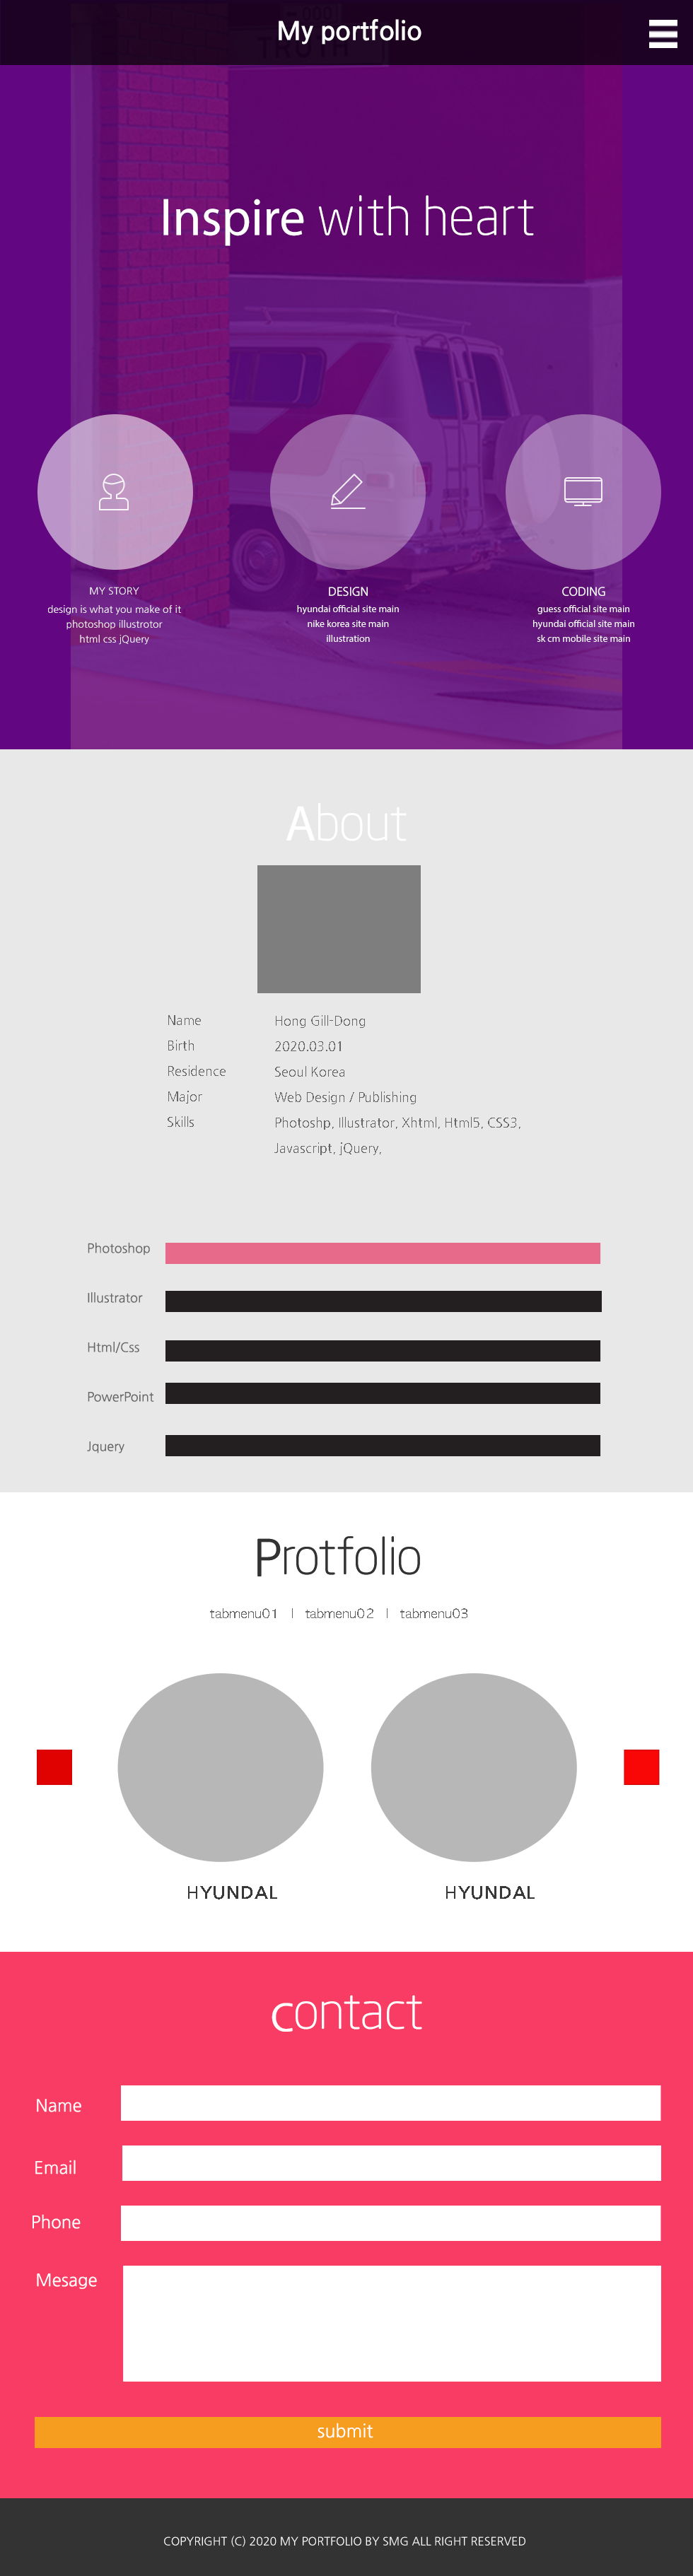 My portfolio
TRUTH
Inspire with heart
MY STORY
design is what you make of it
photoshop illustrotor
html css jQuery
DESIGN
hyundai official site main
nike korea site main
illustration
CODING
guess official site main
hyundai official site main
sk cm mobile site main
About
Name Hong Gill-Dong
Birth 2020.03.01
Residence Seoul Korea
Major Web Design / Publishing
Skills Photoshp, Illustrator, Xhtml, Html5, CSS3,
Javascript, jQuery,
Photoshop
Illustrator
Html/Css
PowerPoint
Jquery
Protfolio
tabmenu01 | tabmenu02 | tabmenu03
HYUNDAL HYUNDAL
contact
Name
Email
Phone
Mesage
submit
COPYRIGHT (C) 2020 MY PORTFOLIO BY SMG ALL RIGHT RESERVED